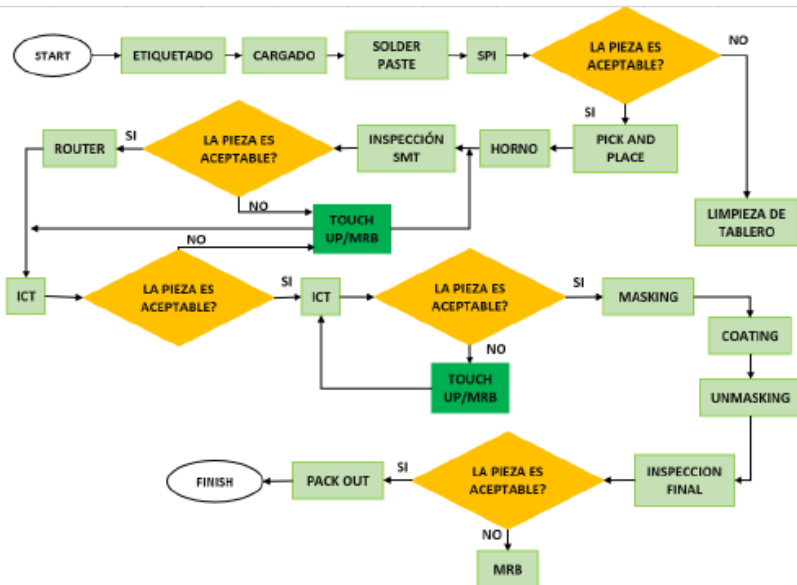 START
ETIQUETADO
CARGADO
SOLDER
PASTE
SPI
LA PIEZA ES
ACEPTABLE?
NO
SI
ROUTER
SI
LA PIEZA ES
ACEPTABLE?
INSPECCIÓN
SMT
HORNO
PICK AND
PLACE
NO
TOUCH
UP/MRB
LIMPIEZA DE
TABLERO
NO
ICT
LA PIEZA ES
ACEPTABLE?
SI
ICT
LA PIEZA ES
ACEPTABLE?
SI
MASKING
COATING
NO
TOUCH
UP/MRB
UNMASKING
FINISH
PACK OUT
SI
LA PIEZA ES
ACEPTABLE?
INSPECCION
FINAL
NO
MRB